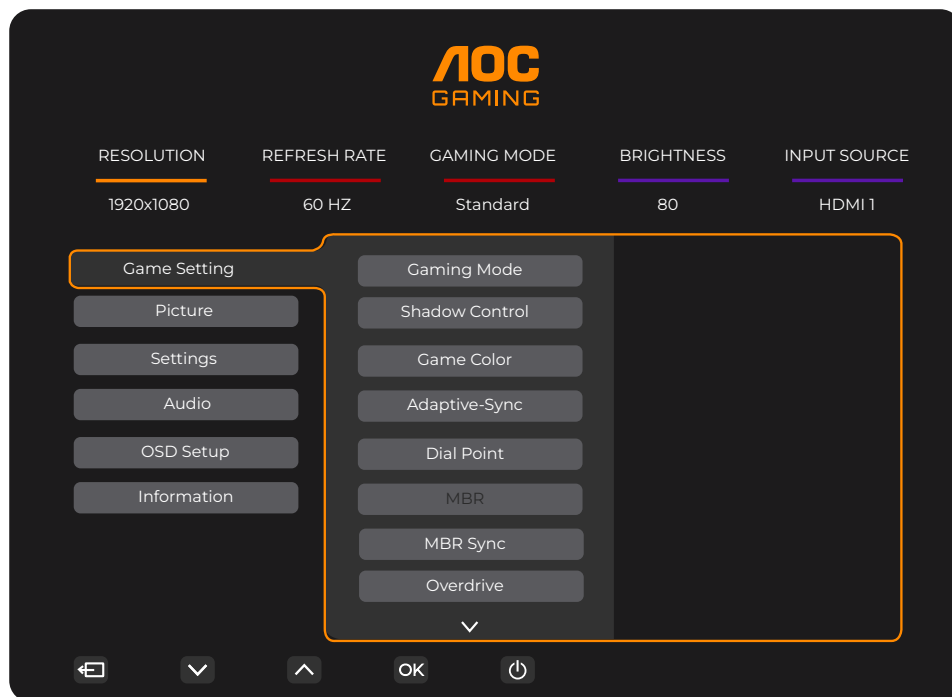 AOC
GAMING
RESOLUTION REFRESH RATE GAMING MODE BRIGHTNESS INPUT SOURCE
1920x1080 60 HZ Standard 80 HDMI 1
Game Setting
Picture
Settings
Audio
OSD Setup
Information
Gaming Mode
Shadow Control
Game Color
Adaptive-Sync
Dial Point
MBR
MBR Sync
Overdrive
OK